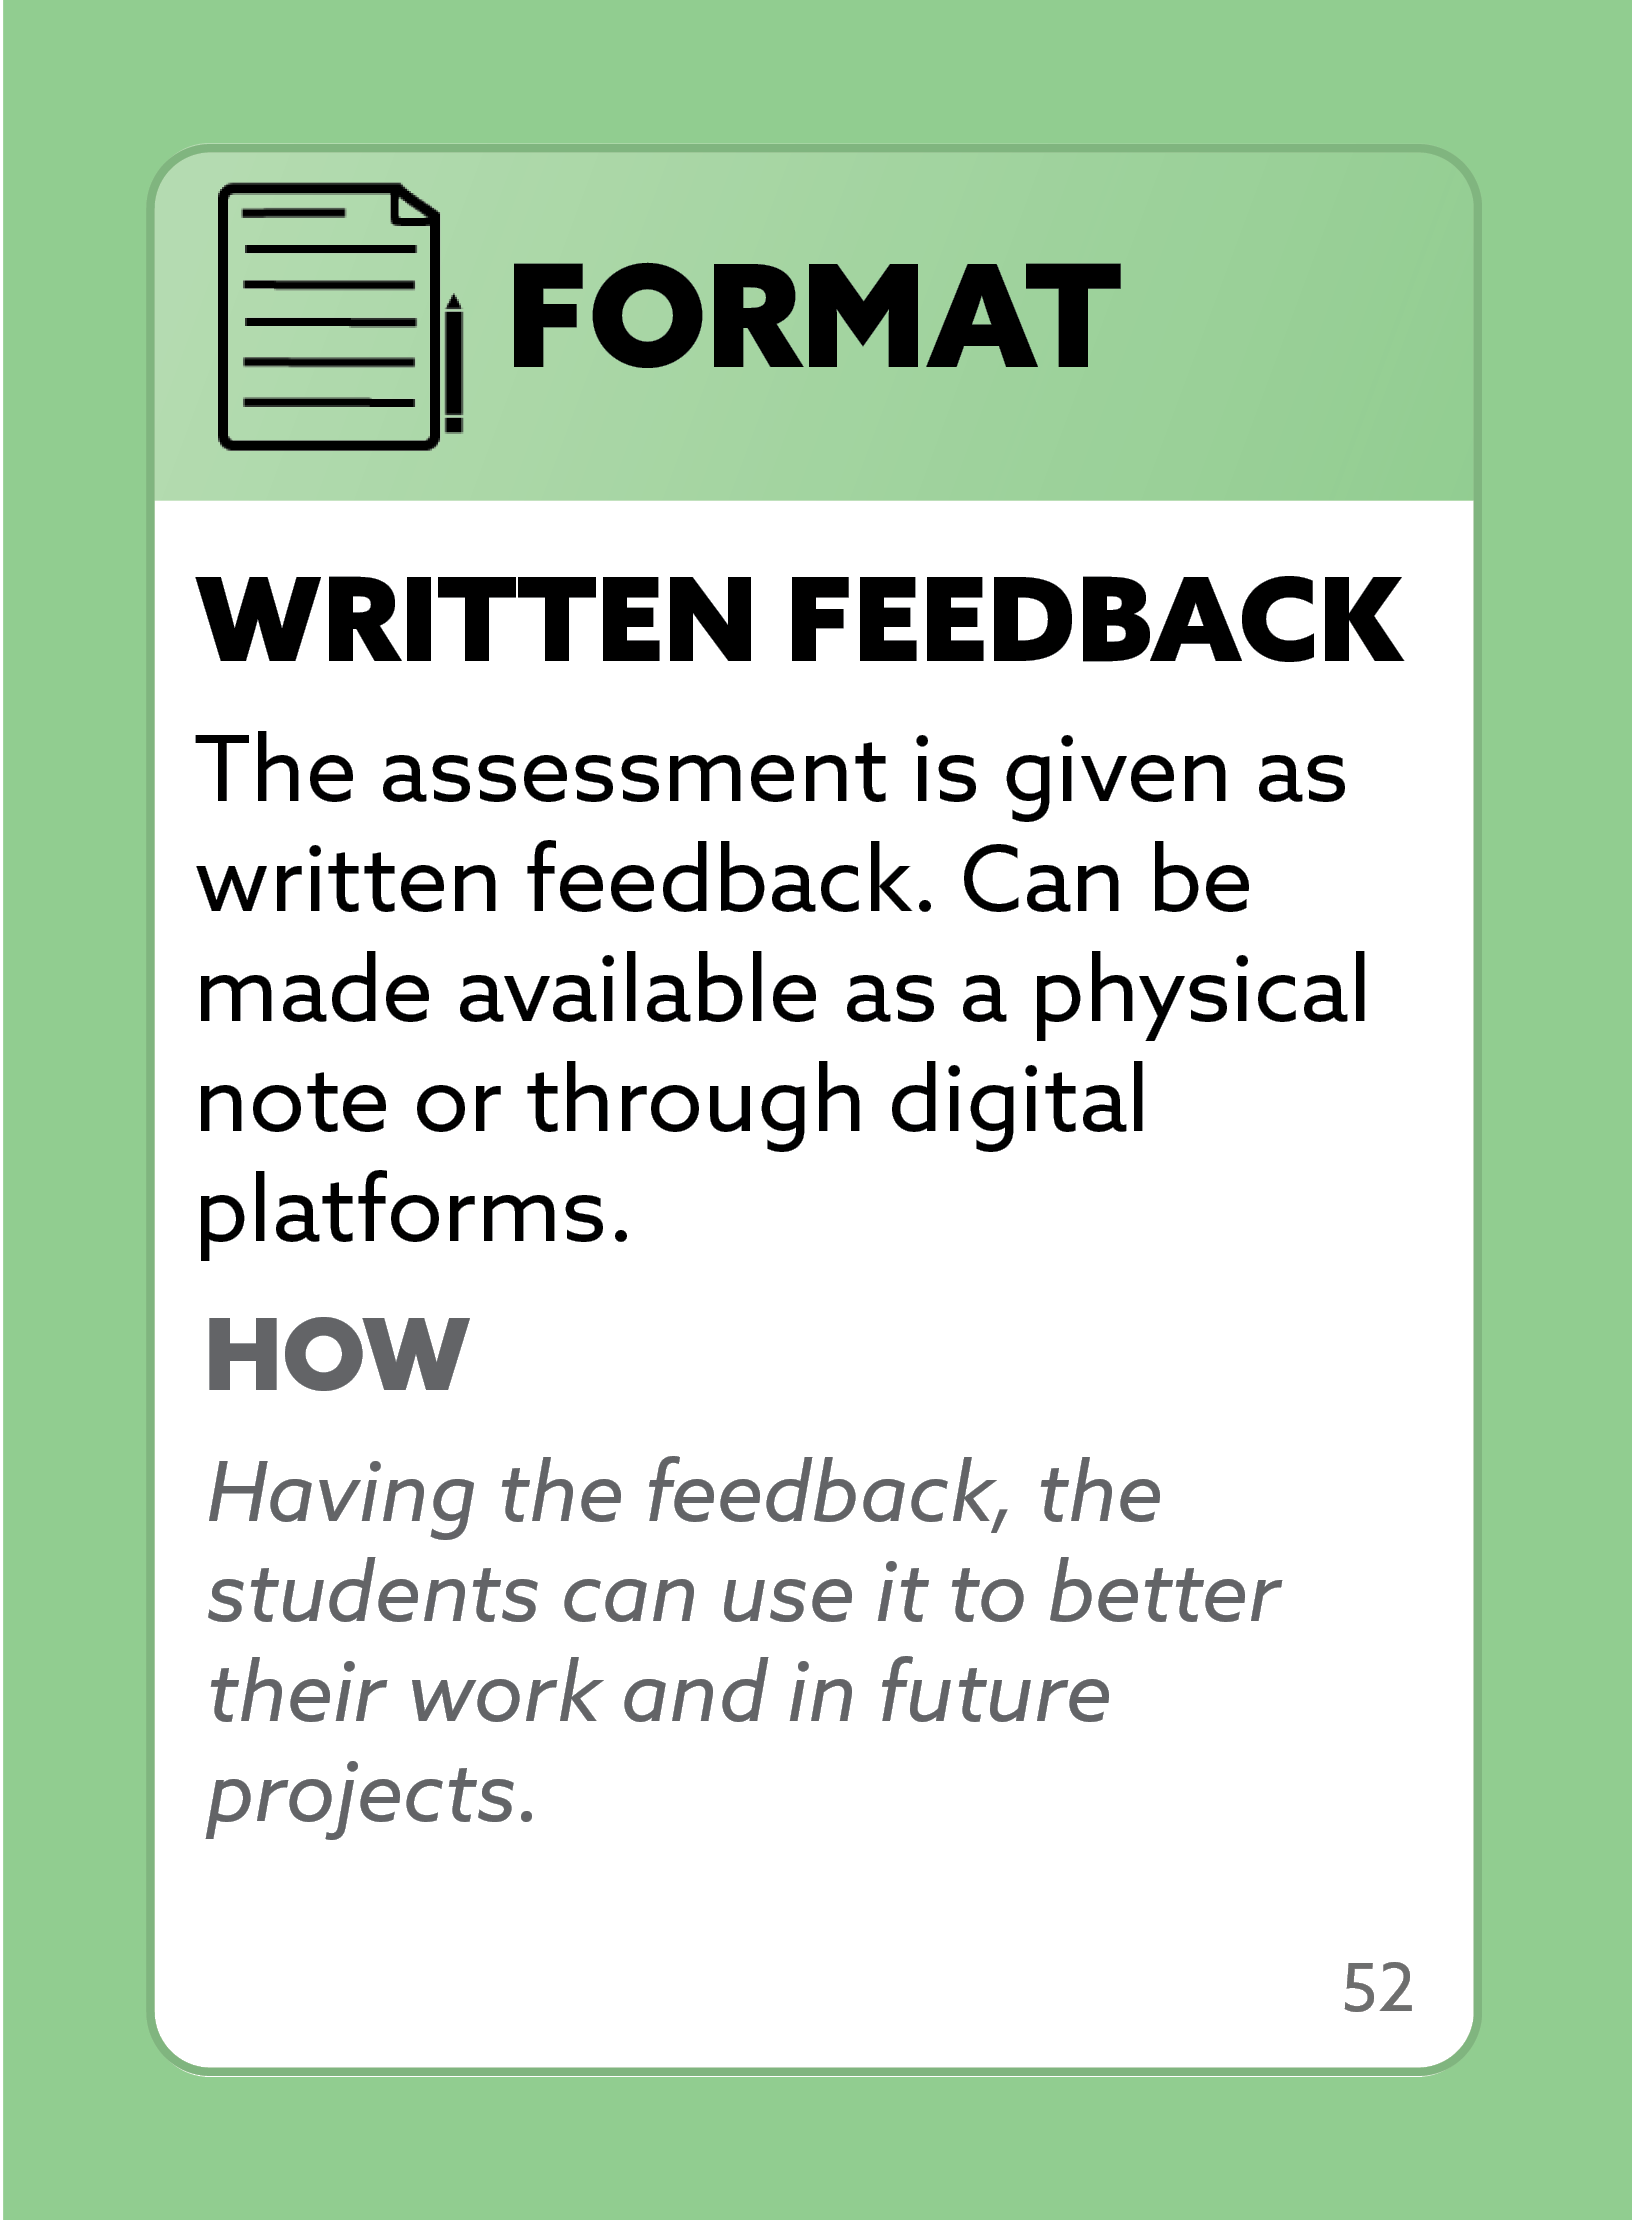 FORMAT
WRITTEN FEEDBACK
The assessment is given as
written feedback. Can be
made available as a physical
note or through digital
platforms.
HOW
Having the feedback, the
students can use it to better
their work and in future
projects.
52